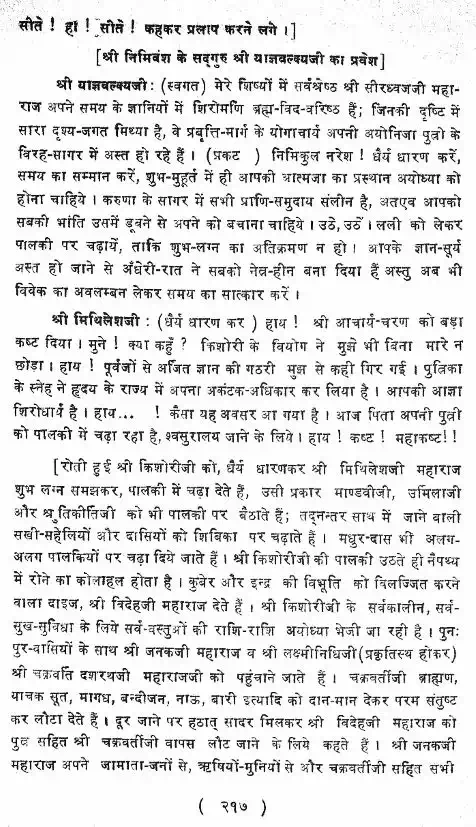 सीते ! हा ! सीते ! कहकर प्रलाप करने लगे । ]
[ श्री निमिवंश के सद्गुरु श्री याज्ञवल्क्यजी का प्रवेश ]
श्री याज्ञवल्क्यजी : (स्वगत) मेरे शिष्यों में सर्वश्रेष्ठ श्री सीरध्वजजी महा-
राज अपने समय के ज्ञानियों में शिरोमणि ब्रह्म-विद-वरिष्ठ हैं; जिनकी दृष्टि में
सारा दृश्य-जगत मिथ्या है, वे प्रवृत्ति-मार्ग के योगाचार्य अपनी अयोनिजा पुत्री के
विरह-सागर में अस्त हो रहे हैं । (प्रकट ) निमिकुल नरेश ! धैर्य धारण करें,
समय का सम्मान करें, शुभ-मुहूर्त में ही आपकी आत्मजा का प्रस्थान अयोध्या को
होना चाहिये । करुणा के सागर में सभी प्राणि-समुदाय संलीन है, अतएव आपको
सबकी भांति उसमें डूबने से अपने को बचाना चाहिये । उठे, उठें । लली को लेकर
पालकी पर चढ़ायें, ताकि शुभ-लग्न का अतिक्रमण न हो । आपके ज्ञान-सूर्य
अस्त हो जाने से अँधेरी-रात ने सबको नेत्र-हीन बना दिया हैं अस्तु अब भी
विवेक का अवलम्बन लेकर समय का सात्कार करें ।
श्री मिथिलेशजी : (धैर्य धारण कर ) हाय ! श्री आचार्य-चरण को बड़ा
कष्ट दिया । मुने ! क्या कहुँ ? किशोरी के वियोग ने मुझे भी बिना मारे न
छोड़ा । हाय ! पूर्वजों से अर्जित ज्ञान की गठरी मुझ से कही गिर गई । पुत्रिका
के स्नेह ने हृदय के राज्य में अपना अकंटक-अधिकार कर लिया है । आपकी आज्ञा
शिरोधार्य है । हाय... ! कैसा यह अवसर आ गया है । आज पिता अपनी पुत्री
को पालकी में चढ़ा रहा है, श्वसुरालय जाने के लिये । हाय ! कष्ट ! महाकष्ट!!
[रोती हुई श्री किशोरीजी को, धैर्य धारणकर श्री मिथिलेशजी महाराज
शुभ लग्न समझकर, पालकी में चढ़ा देते हैं, उसी प्रकार माण्डवीजी, उर्मिलाजी
और श्रुतिकीर्तिजी को भी पालकी पर बैठाते हैं; तदनन्तर साथ में जाने वाली
सखी-सहेलियों और दासियों को शिबिका पर चढ़ाते हैं । मधुर-दास भी अलग-
अलग पालकियों पर चढ़ा दिये जाते हैं । श्री किशोरीजी की पालकी उठते ही नैपथ्य
में रोने का कोलाहल होता है । कुबेर और इन्द्र की विभूति को विलज्जित करने
वाला दाइज, श्री विदेहजी महाराज देते हैं । श्री किशोरीजी के सर्वकालीन, सर्व-
सुख-सुविधा के लिये सर्व-वस्तुओं की राशि-राशि अयोध्या भेजी जा रही है । पुनः
पुर-वासियों के साथ श्री जनकजी महाराज व श्री लक्ष्मीनिधिजी (प्रकृतिस्थ होकर)
श्री चक्रवर्ति दशरथजी महाराजजी को पहुंचाने जाते हैं । चक्रवर्तीजी ब्राह्मण,
याचक सूत, मागध, बन्दीजन, नाऊ, बारी इत्यादि को दान-मान देकर परम संतुष्ट
कर लौटा देते हैं । दूर जाने पर हठात् सादर मिलकर श्री विदेहजी महाराज को
पुत्र सहित श्री चक्रवर्तीजी वापस लौट जाने के लिये कहते हैं । श्री जनकजी
महाराज अपने जामाता-जनों से, ऋषियों-मुनियों से और चक्रवर्तीजी सहित सभी
( २१७ )